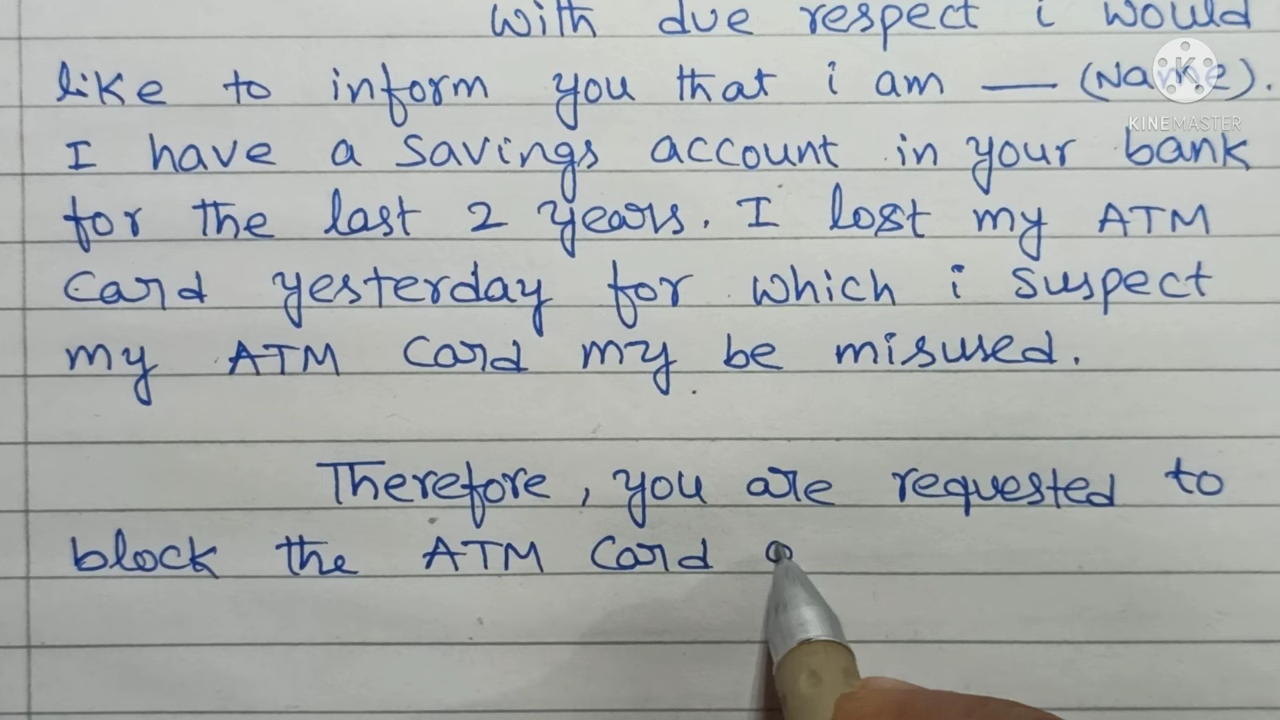 With due respect i would
like to inform you that i am — (Name).
I have a savings account in your bank
for the last 2 years. I lost my ATM
Card yesterday for which i suspect
my ATM Card my be misused.
Therefore, you are requested to
block the ATM Card
K
KINEMASTER